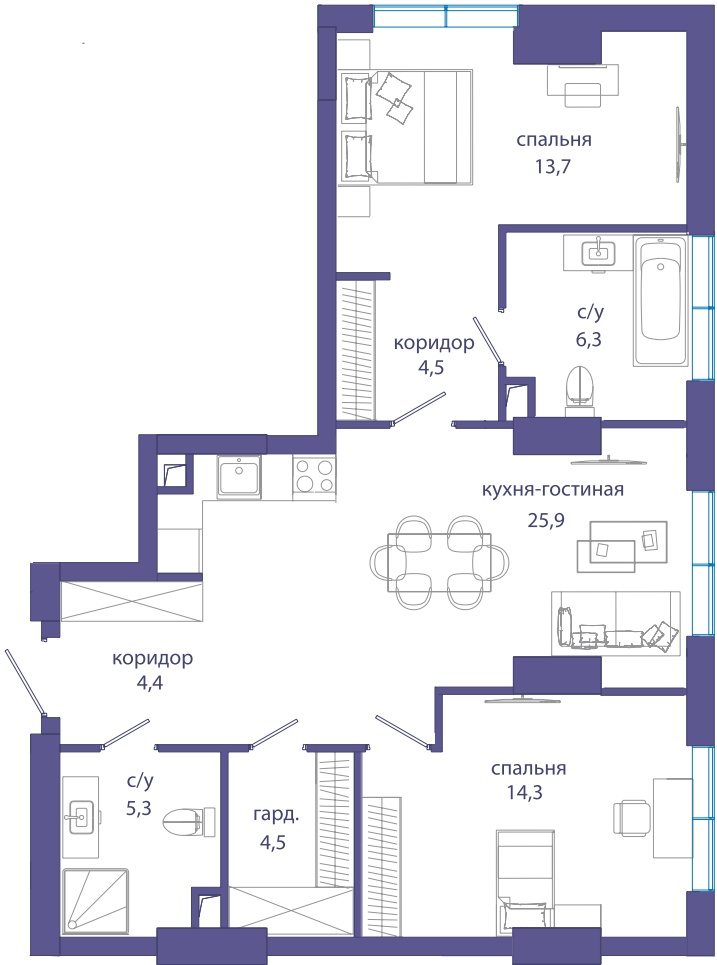 спальня
13,7
с/у
6,3
коридор
4,5
кухня-гостиная
25,9
коридор
4,4
спальня
14,3
с/у
5,3
гард.
4,5